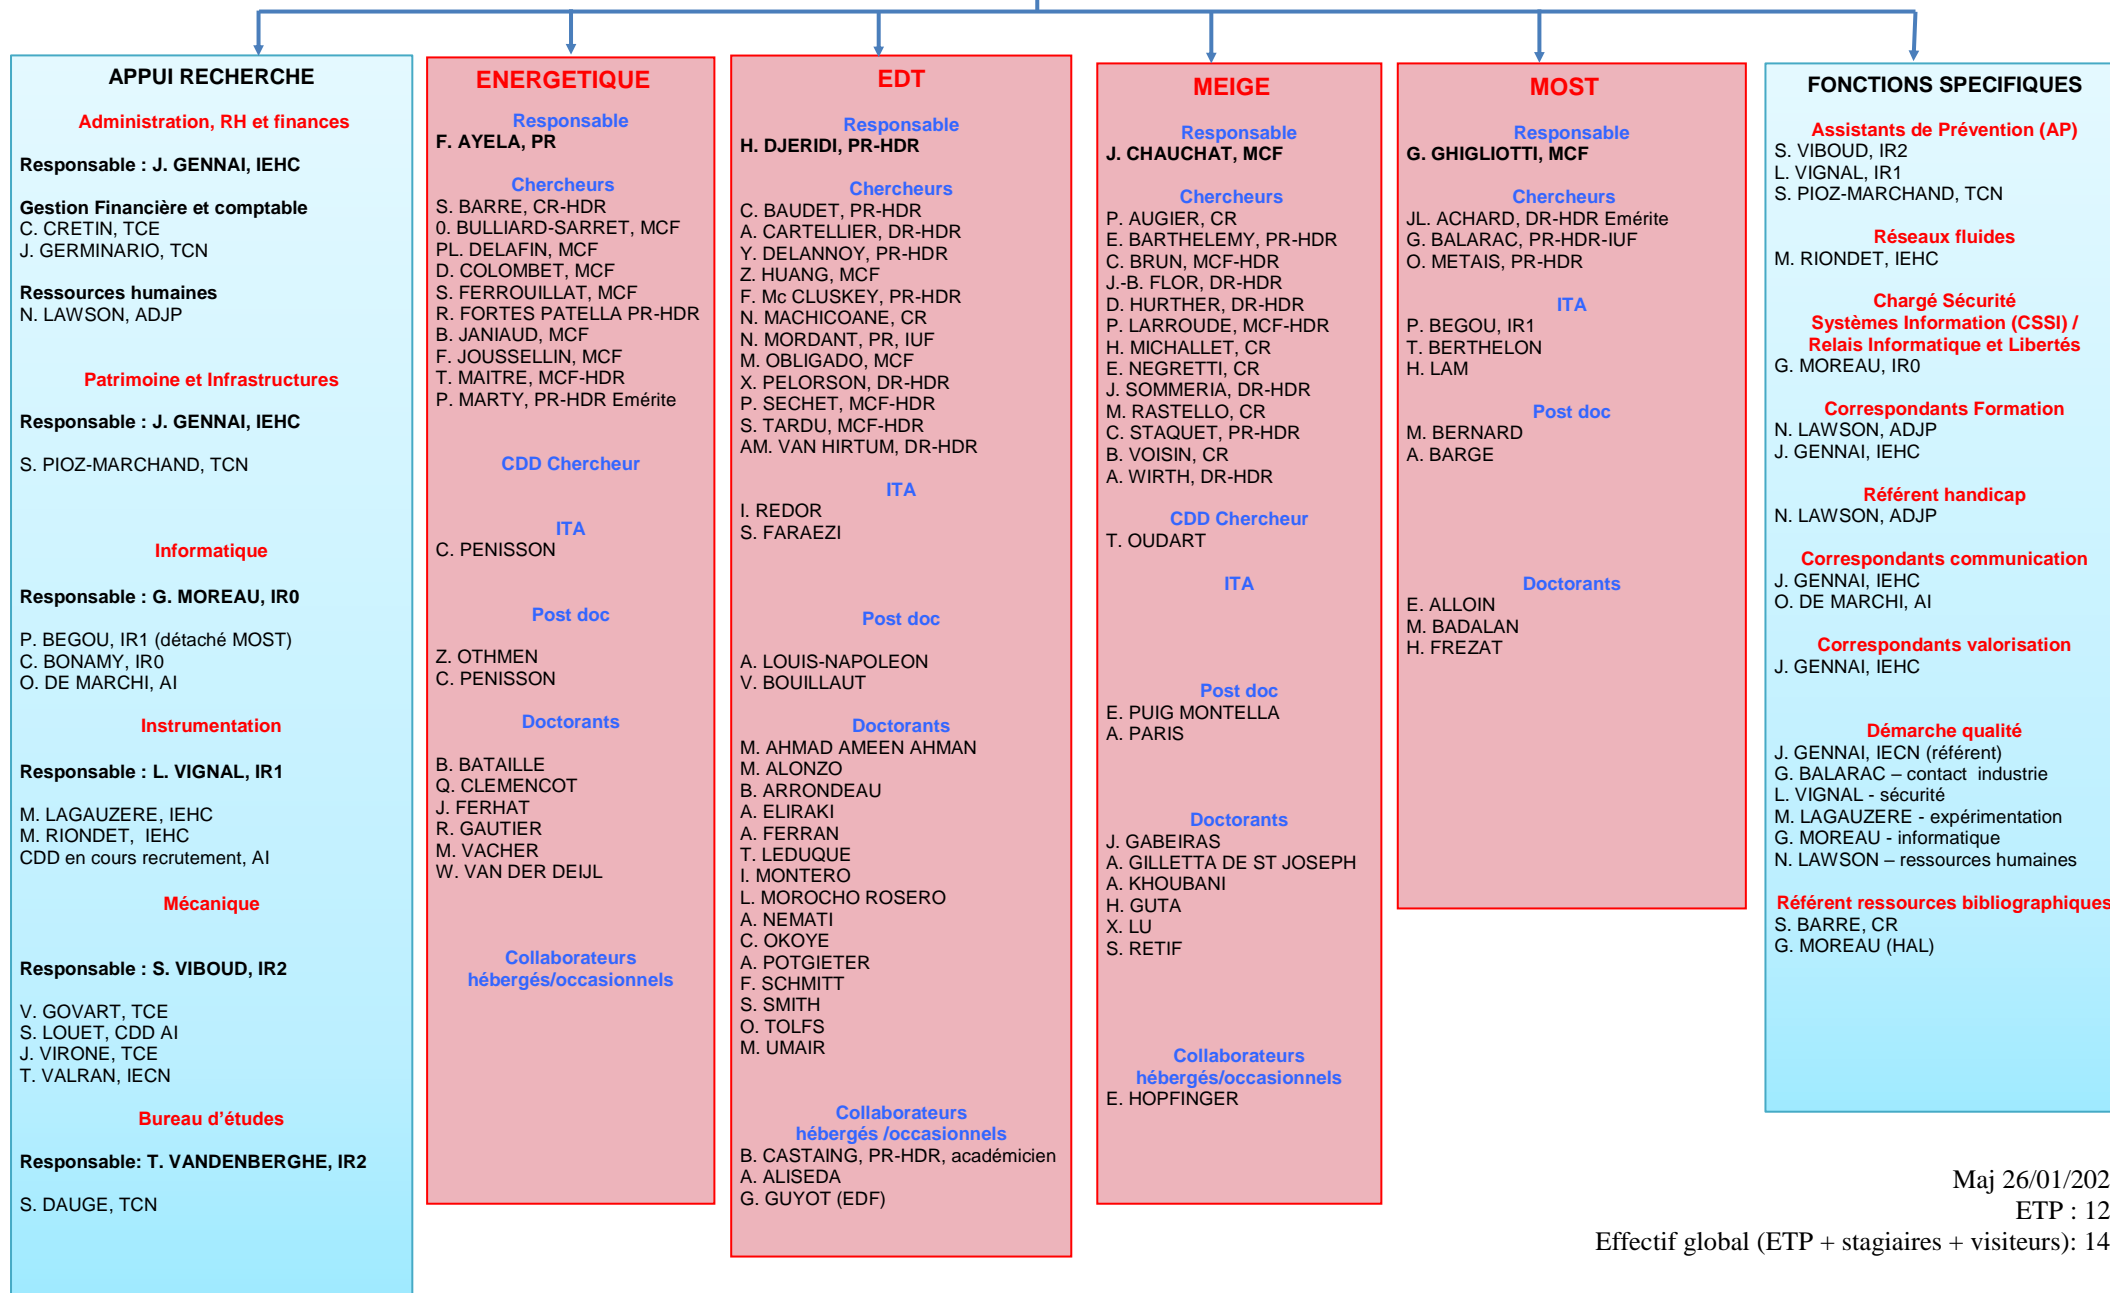 APPUI RECHERCHE
Administration, RH et finances
Responsable : J. GENNAI, IEHC
Gestion Financière et comptable
C. CRETIN, TCE
J. GERMINARIO, TCN
Ressources humaines
N. LAWSON, ADJP
Patrimoine et Infrastructures
Responsable : J. GENNAI, IEHC
S. PIOZ-MARCHAND, TCN
Informatique
Responsable : G. MOREAU, IR0
P. BEGOU, IR1 (détaché MOST)
C. BONAMY, IR0
O. DE MARCHI, AI
Instrumentation
Responsable : L. VIGNAL, IR1
M. LAGAUZERE, IEHC
M. RIONDET, IEHC
CDD en cours recrutement, AI
Mécanique
Responsable : S. VIBOUD, IR2
V. GOVART, TCE
S. LOUET, CDD AI
J. VIRONE, TCE
T. VALRAN, IECN
Bureau d'études
Responsable: T. VANDENBERGHE, IR2
S. DAUGE, TCN
ENERGETIQUE
Responsable
F. AYELA, PR
Chercheurs
S. BARRE, CR-HDR
0. BULLIARD-SARRET, MCF
PL. DELAFIN, MCF
D. COLOMBET, MCF
S. FERROUILLAT, MCF
R. FORTES PATELLA PR-HDR
B. JANIAUD, MCF
F. JOUSSELLIN, MCF
T. MAITRE, MCF-HDR
P. MARTY, PR-HDR Emérite
CDD Chercheur
ITA
C. PENISSON
Post doc
Z. OTHMEN
C. PENISSON
Doctorants
B. BATAILLE
Q. CLEMENCOT
J. FERHAT
R. GAUTIER
M. VACHER
W. VAN DER DEIJL
Collaborateurs
hébergés/occasionnels
EDT
Responsable
H. DJERIDI, PR-HDR
Chercheurs
C. BAUDET, PR-HDR
A. CARTELLIER, DR-HDR
Y. DELANNOY, PR-HDR
Z. HUANG, MCF
F. Mc CLUSKEY, PR-HDR
N. MACHICOANE, CR
N. MORDANT, PR, IUF
M. OBLIGADO, MCF
X. PELORSON, DR-HDR
P. SECHET, MCF-HDR
S. TARDU, MCF-HDR
AM. VAN HIRTUM, DR-HDR
ITA
I. REDOR
S. FARAEZI
Post doc
A. LOUIS-NAPOLEON
V. BOUILLAUT
Doctorants
M. AHMAD AMEEN AHMAN
M. ALONZO
B. ARRONDEAU
A. ELIRAKI
A. FERRAN
T. LEDUQUE
I. MONTERO
L. MOROCHO ROSERO
A. NEMATI
C. OKOYE
A. POTGIETER
F. SCHMITT
S. SMITH
O. TOLFS
M. UMAIR
Collaborateurs
hébergés /occasionnels
B. CASTAING, PR-HDR, académicien
A. ALISEDA
G. GUYOT (EDF)
MEIGE
Responsable
J. CHAUCHAT, MCF
Chercheurs
P. AUGIER, CR
E. BARTHELEMY, PR-HDR
C. BRUN, MCF-HDR
J.-B. FLOR, DR-HDR
D. HURTHER, DR-HDR
P. LARROUDE, MCF-HDR
H. MICHALLET, CR
E. NEGRETTI, CR
J. SOMMERIA, DR-HDR
M. RASTELLO, CR
C. STAQUET, PR-HDR
B. VOISIN, CR
A. WIRTH, DR-HDR
CDD Chercheur
T. OUDART
ITA
Post doc
E. PUIG MONTELLA
A. PARIS
Doctorants
J. GABEIRAS
A. GILLETTA DE ST JOSEPH
A. KHOUBANI
H. GUTA
X. LU
S. RETIF
Collaborateurs
hébergés/occasionnels
E. HOPFINGER
MOST
Responsable
G. GHIGLIOTTI, MCF
Chercheurs
JL. ACHARD, DR-HDR Emérite
G. BALARAC, PR-HDR-IUF
O. METAIS, PR-HDR
ITA
P. BEGOU, IR1
T. BERTHELON
H. LAM
Post doc
M. BERNARD
A. BARGE
Doctorants
E. ALLOIN
M. BADALAN
H. FREZAT
FONCTIONS SPECIFIQUES
Assistants de Prévention (AP)
S. VIBOUD, IR2
L. VIGNAL, IR1
S. PIOZ-MARCHAND, TCN
Réseaux fluides
M. RIONDET, IEHC
Chargé Sécurité
Systèmes Information (CSSI) /
Relais Informatique et Libertés
G. MOREAU, IR0
Correspondants Formation
N. LAWSON, ADJP
J. GENNAI, IEHC
Référent handicap
N. LAWSON, ADJP
Correspondants communication
J. GENNAI, IEHC
O. DE MARCHI, AI
Correspondants valorisation
J. GENNAI, IEHC
Démarche qualité
J. GENNAI, IECN (référent)
G. BALARAC – contact industrie
L. VIGNAL - sécurité
M. LAGAUZERE - expérimentation
G. MOREAU - informatique
N. LAWSON – ressources humaines
Référent ressources bibliographiques
S. BARRE, CR
G. MOREAU (HAL)
Maj 26/01/202
ETP : 12
Effectif global (ETP + stagiaires + visiteurs): 14